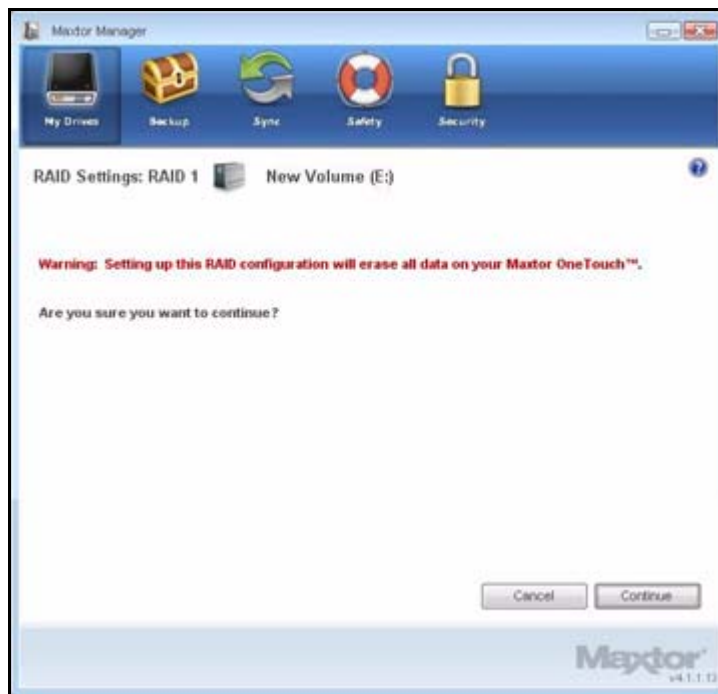 Maxtor Manager
My Drives
Backup
Sync
Safety
Security
RAID Settings: RAID 1 New Volume (E:)
Warning: Setting up this RAID configuration will erase all data on your Maxtor OneTouch™.
Are you sure you want to continue?
Cancel
Continue
Maxtor